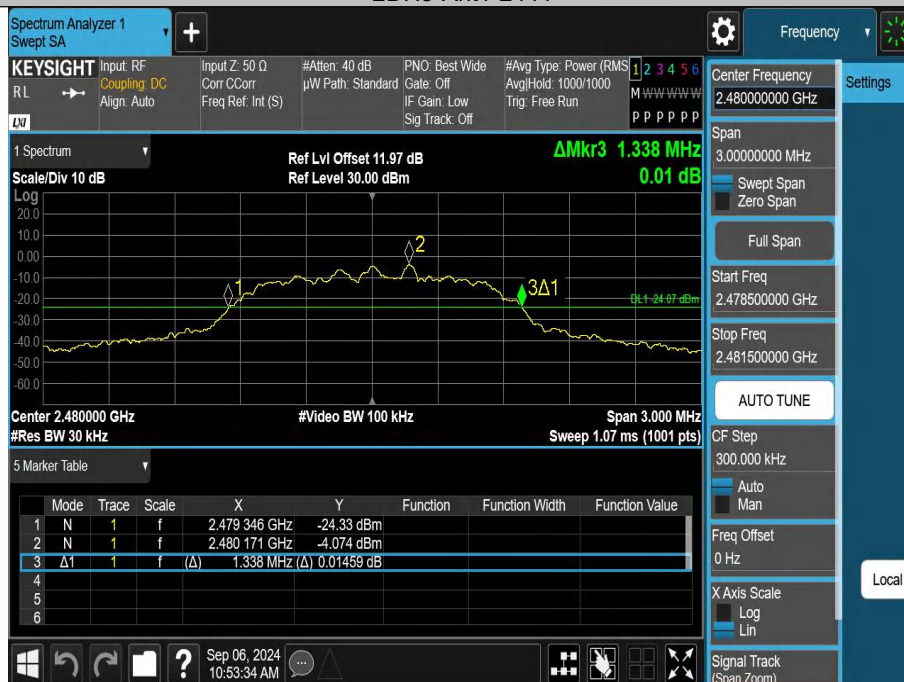 Spectrum Analyzer 1
Swept SA
Frequency
KEYSIGHT
RL
LXI
Input: RF
Coupling: DC
Align: Auto
Input Z: 50 Ω
Corr CCorr
Freq Ref: Int (S)
#Atten: 40 dB
µW Path: Standard
PNO: Best Wide
Gate: Off
IF Gain: Low
Sig Track: Off
#Avg Type: Power (RMS
Avg|Hold: 1000/1000
Trig: Free Run
1 2 3 4 5 6
M W W W W W
P P P P P P
1 Spectrum
Scale/Div 10 dB
Ref Lvl Offset 11.97 dB
Ref Level 30.00 dBm
ΔMkr3 1.338 MHz
0.01 dB
Log
20.0
10.0
0.00
-10.0
-20.0
-30.0
-40.0
-50.0
-60.0
1
2
3Δ1
DL1 -24.07 dBm
Center 2.480000 GHz
#Video BW 100 kHz
Span 3.000 MHz
#Res BW 30 kHz
Sweep 1.07 ms (1001 pts)
5 Marker Table
Mode Trace Scale X Y Function Function Width Function Value
1 N 1 f 2.479 346 GHz -24.33 dBm
2 N 1 f 2.480 171 GHz -4.074 dBm
3 Δ1 1 f (Δ) 1.338 MHz (Δ) 0.01459 dB
4
5
6
Sep 06, 2024
10:53:34 AM
Center Frequency
2.480000000 GHz
Settings
Span
3.00000000 MHz
Swept Span
Zero Span
Full Span
Start Freq
2.478500000 GHz
Stop Freq
2.481500000 GHz
AUTO TUNE
CF Step
300.000 kHz
Auto
Man
Freq Offset
0 Hz
Local
X Axis Scale
Log
Lin
Signal Track
(Span Zoom)